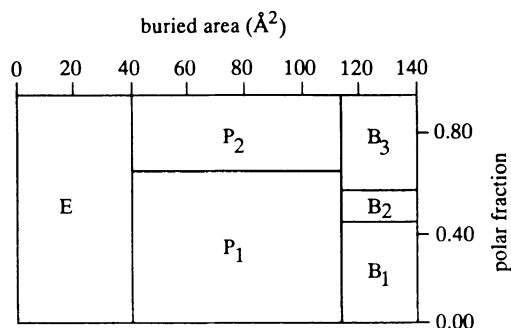 buried area (Å²)
0 20 40 60 80 100 120 140
P₂
B₃
0.80
E
B₂
0.40
P₁
B₁
0.00
polar fraction